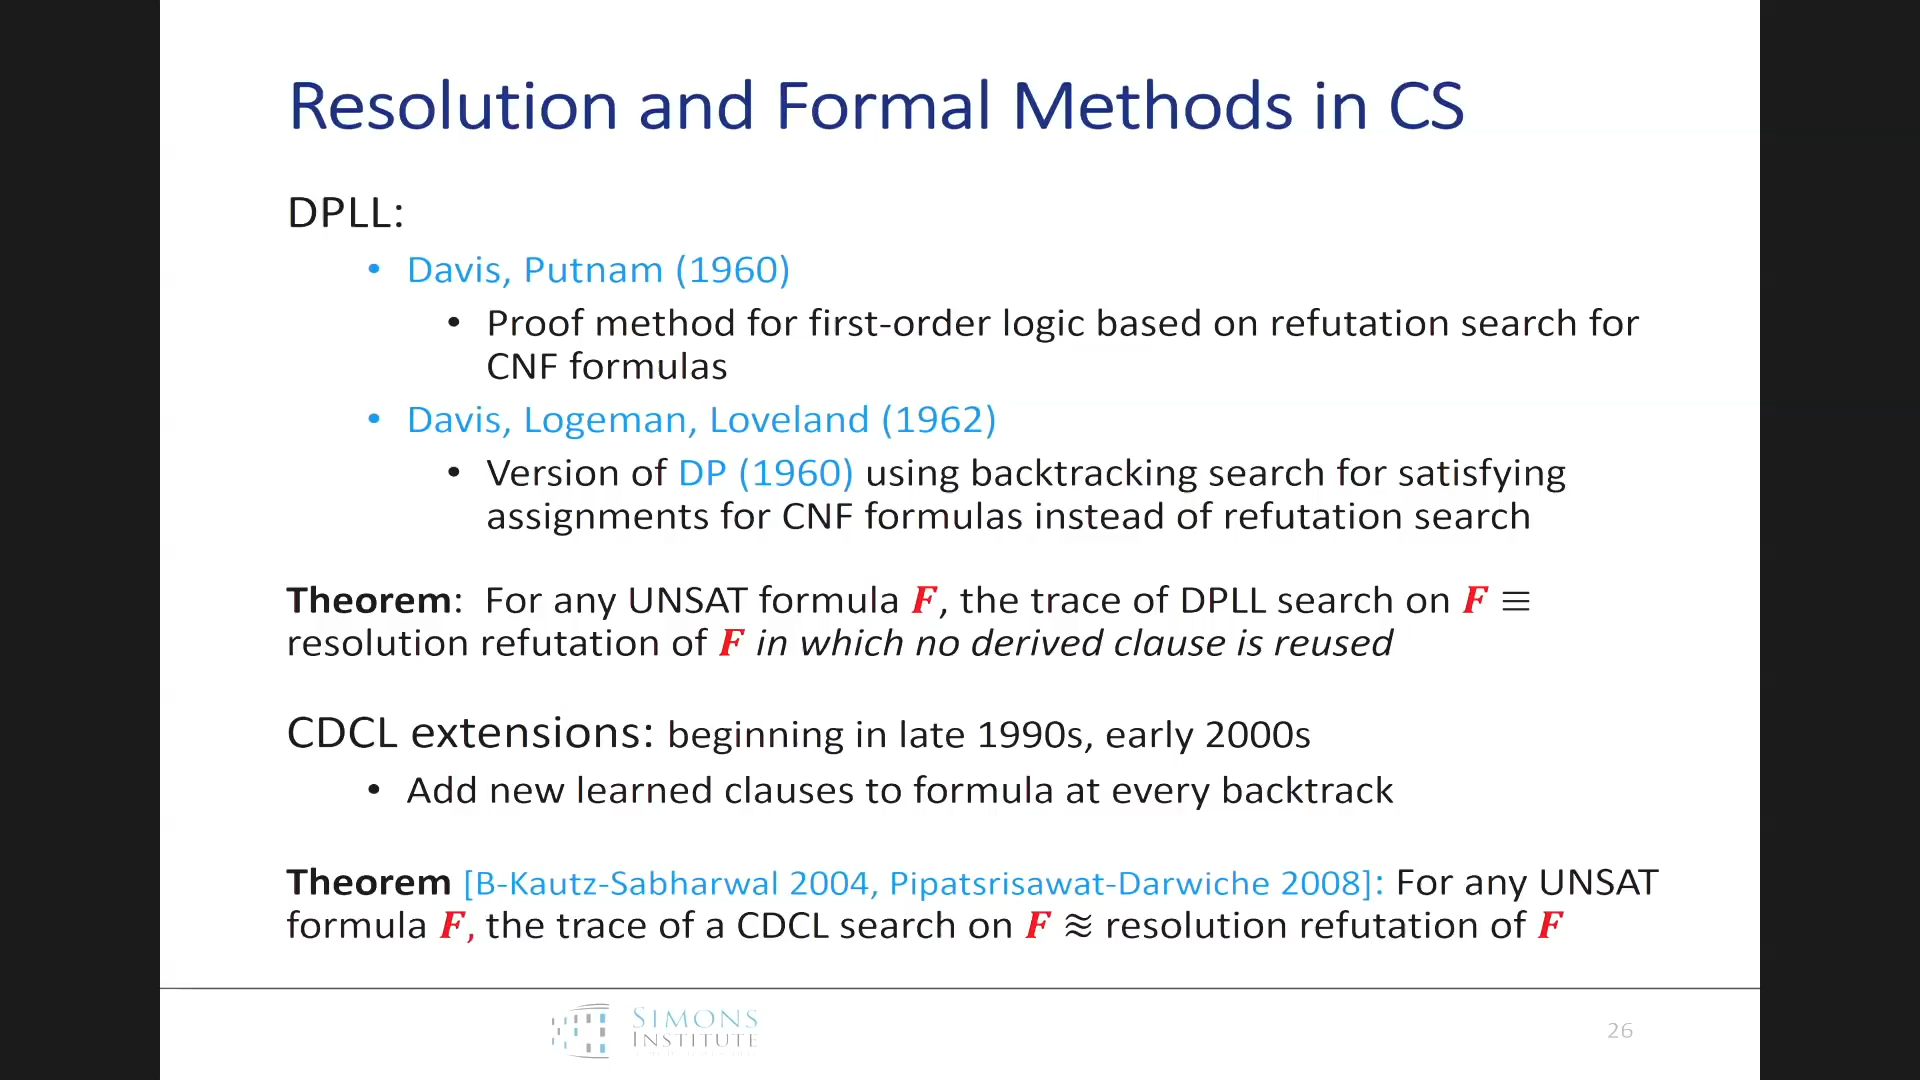 Resolution and Formal Methods in CS
DPLL:
• Davis, Putnam (1960)
• Proof method for first-order logic based on refutation search for
CNF formulas
• Davis, Logeman, Loveland (1962)
• Version of DP (1960) using backtracking search for satisfying
assignments for CNF formulas instead of refutation search
Theorem: For any UNSAT formula F, the trace of DPLL search on F ≡
resolution refutation of F in which no derived clause is reused
CDCL extensions: beginning in late 1990s, early 2000s
• Add new learned clauses to formula at every backtrack
Theorem [B-Kautz-Sabharwal 2004, Pipatsrisawat-Darwiche 2008]: For any UNSAT
formula F, the trace of a CDCL search on F ≋ resolution refutation of F
SIMONS
INSTITUTE
26